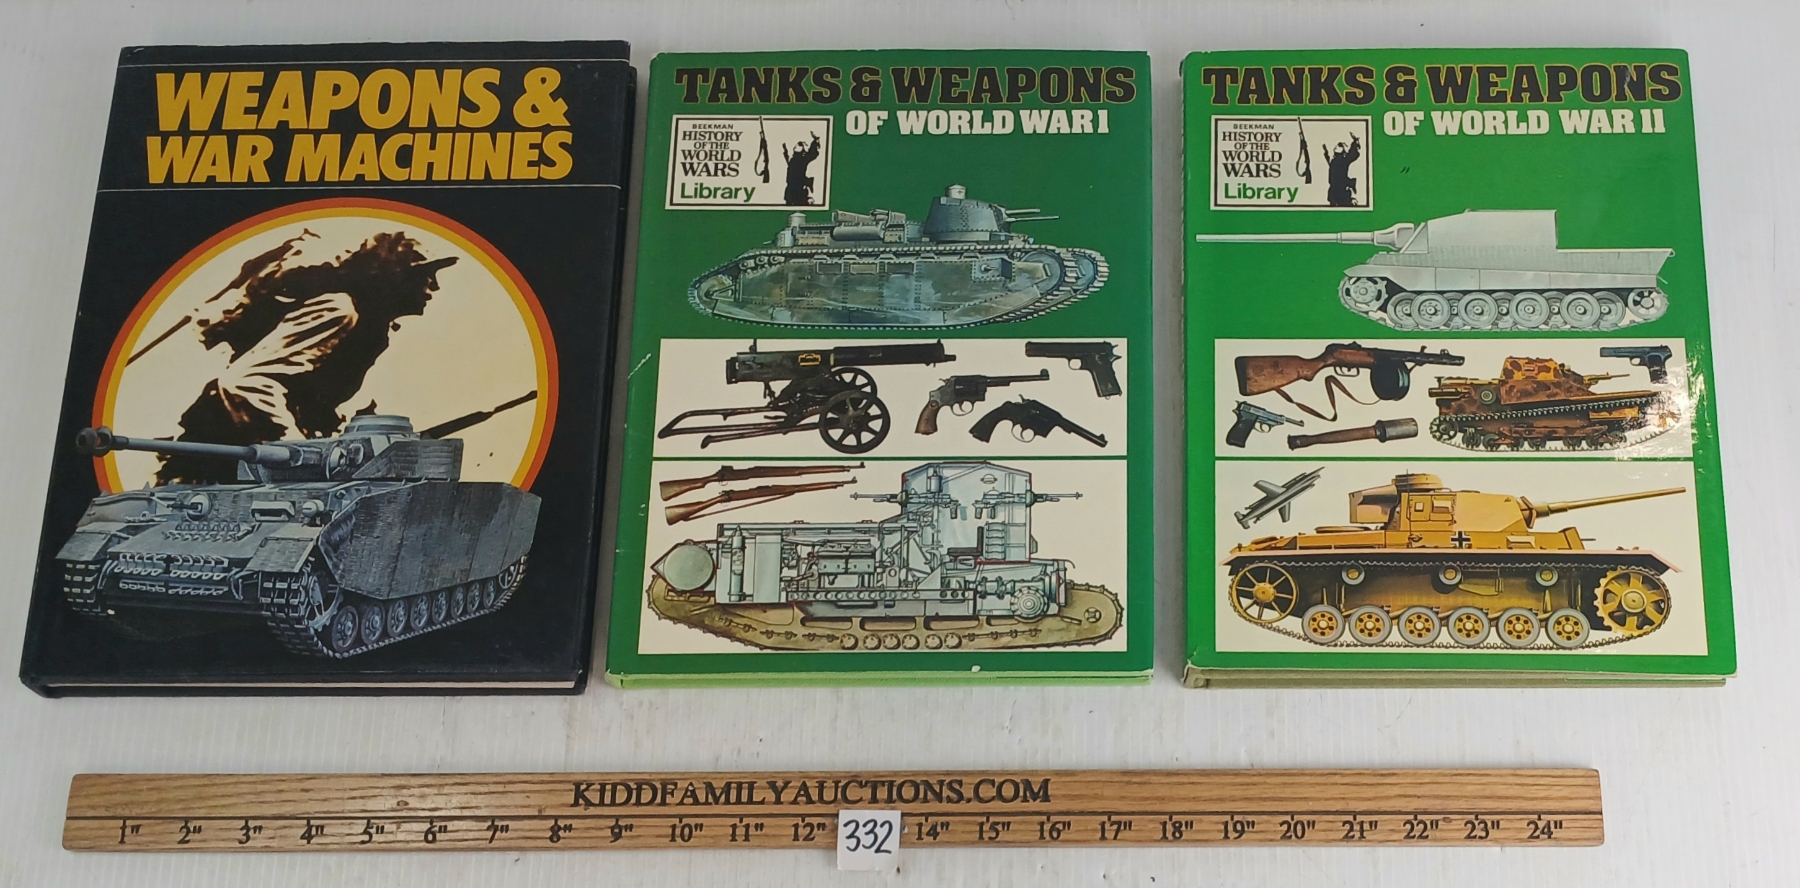 WEAPONS &
WAR MACHINES
TANKS & WEAPONS
OF WORLD WAR I
BEEKMAN
HISTORY
OF THE
WORLD
WARS
Library
TANKS & WEAPONS
OF WORLD WAR II
BEEKMAN
HISTORY
OF THE
WORLD
WARS
Library
KIDDFAMILYAUCTIONS.COM
1" 2" 3" 4" 5" 6" 7" 8" 9" 10" 11" 12" 14" 15" 16" 17" 18" 19" 20" 21" 22" 23" 24"
332